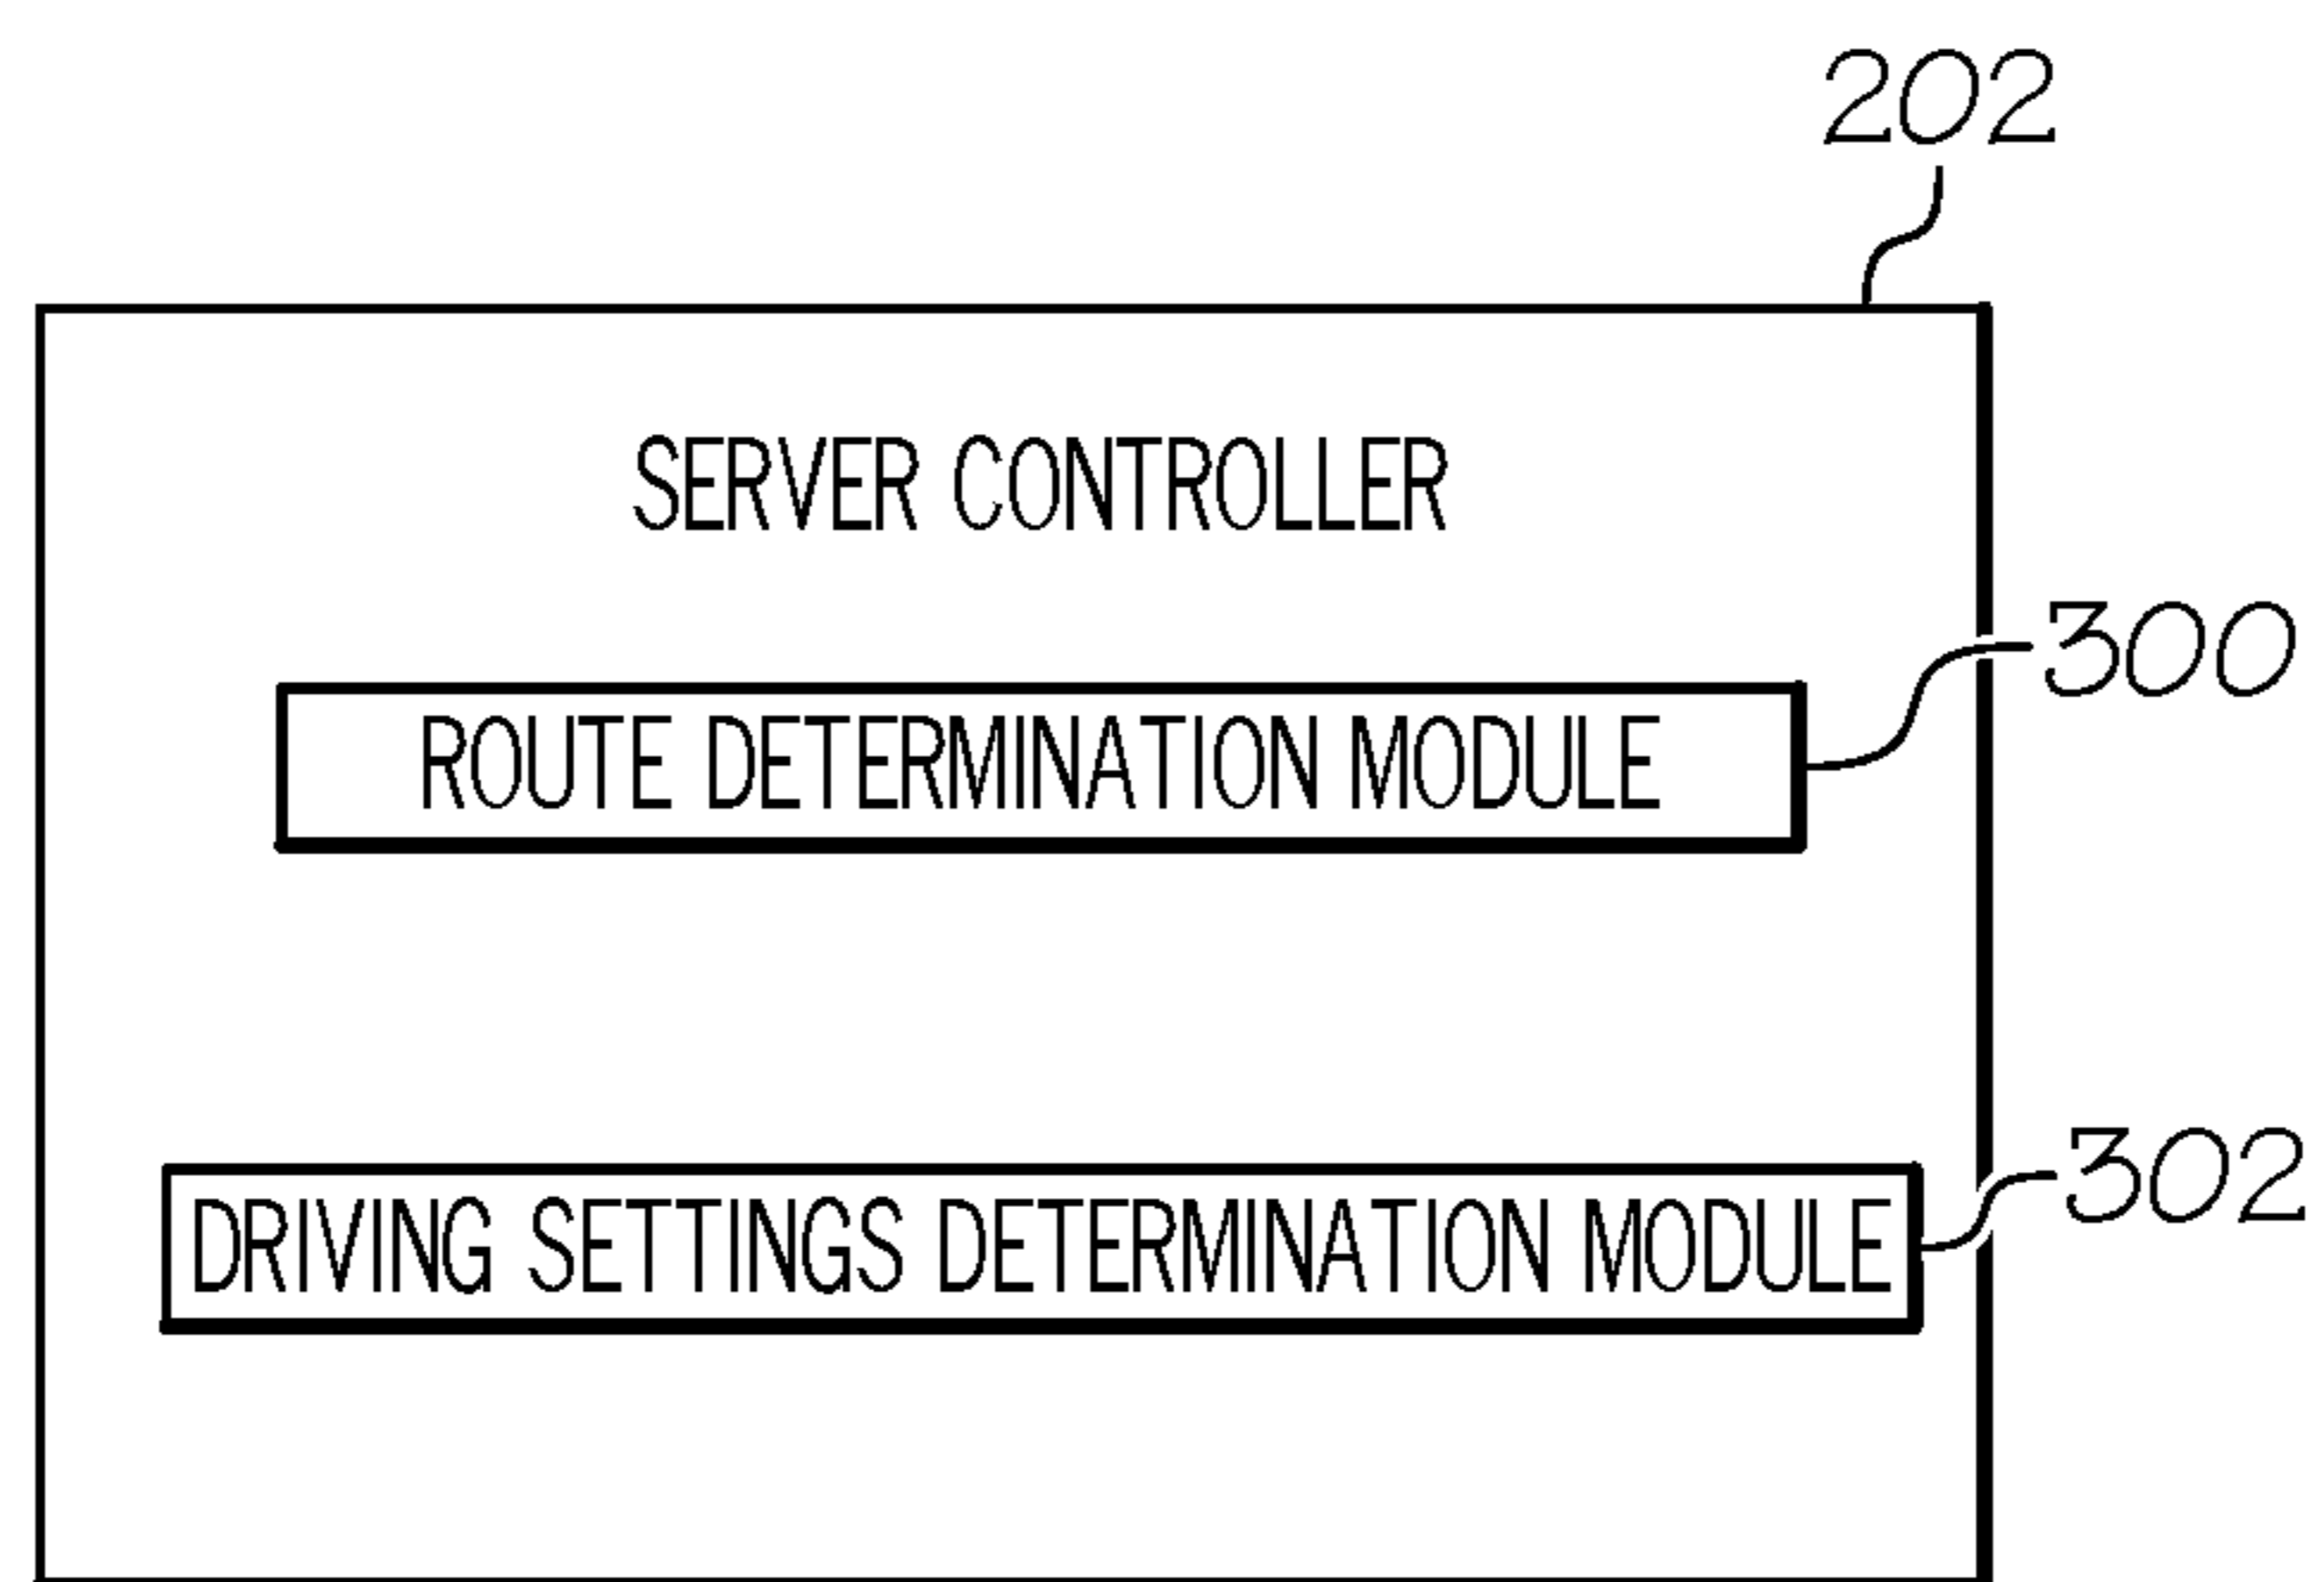 202
SERVER CONTROLLER
300
ROUTE DETERMINATION MODULE
302
DRIVING SETTINGS DETERMINATION MODULE